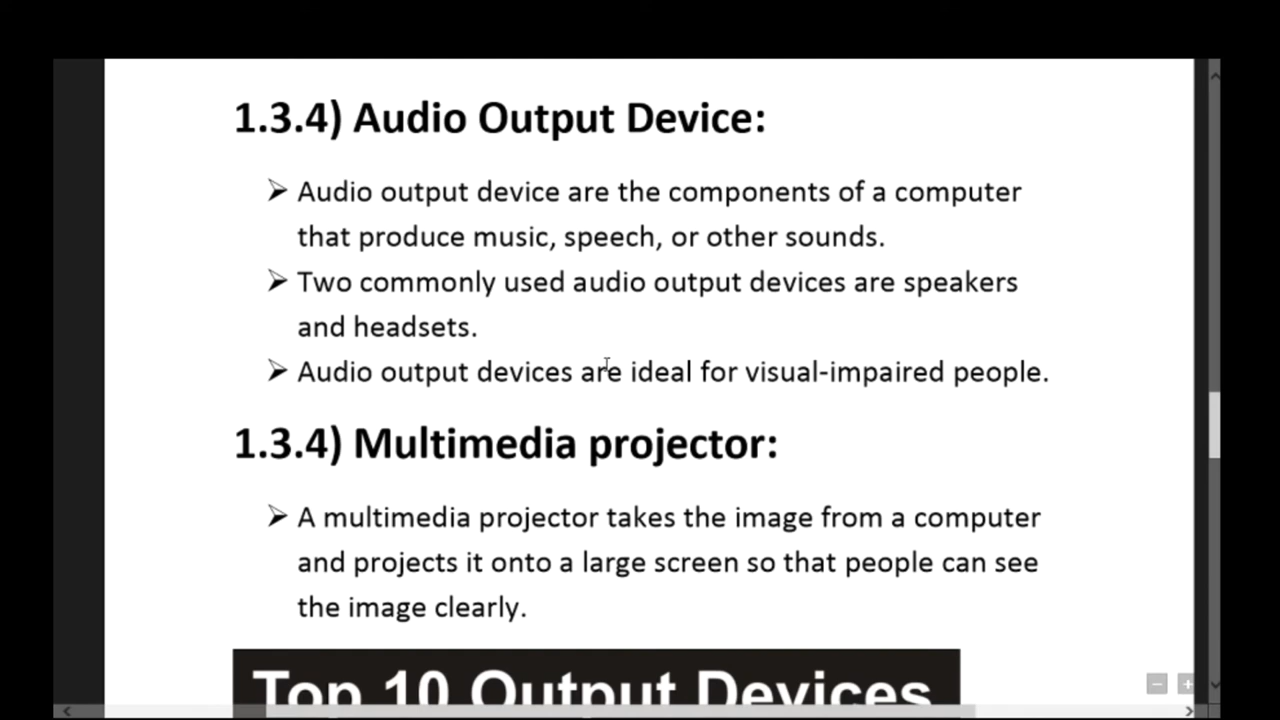 1.3.4) Audio Output Device:
➢ Audio output device are the components of a computer
that produce music, speech, or other sounds.
➢ Two commonly used audio output devices are speakers
and headsets.
➢ Audio output devices are ideal for visual-impaired people.
1.3.4) Multimedia projector:
➢ A multimedia projector takes the image from a computer
and projects it onto a large screen so that people can see
the image clearly.
Top 10 Output Devices